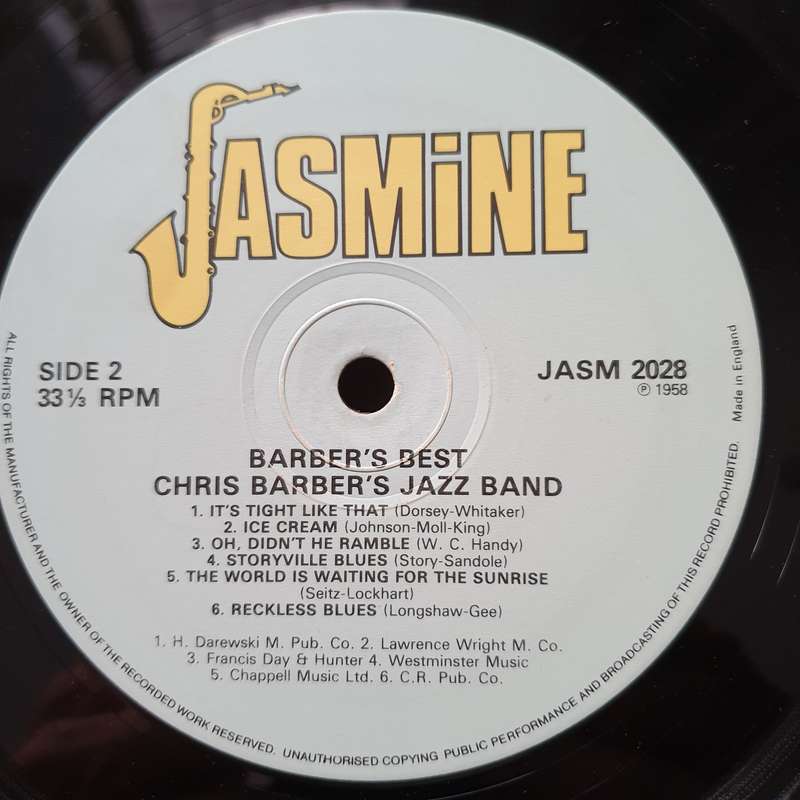 JASMiNE
SIDE 2
33⅓ RPM
JASM 2028
℗ 1958
BARBER'S BEST
CHRIS BARBER'S JAZZ BAND
1. IT'S TIGHT LIKE THAT (Dorsey-Whitaker)
2. ICE CREAM (Johnson-Moll-King)
3. OH, DIDN'T HE RAMBLE (W. C. Handy)
4. STORYVILLE BLUES (Story-Sandole)
5. THE WORLD IS WAITING FOR THE SUNRISE
(Seitz-Lockhart)
6. RECKLESS BLUES (Longshaw-Gee)
1. H. Darewski M. Pub. Co. 2. Lawrence Wright M. Co.
3. Francis Day & Hunter 4. Westminster Music
5. Chappell Music Ltd. 6. C.R. Pub. Co.
ALL RIGHTS OF THE MANUFACTURER AND THE OWNER OF THE RECORDED WORK RESERVED. UNAUTHORISED COPYING PUBLIC PERFORMANCE AND BROADCASTING OF THIS RECORD PROHIBITED. Made in England